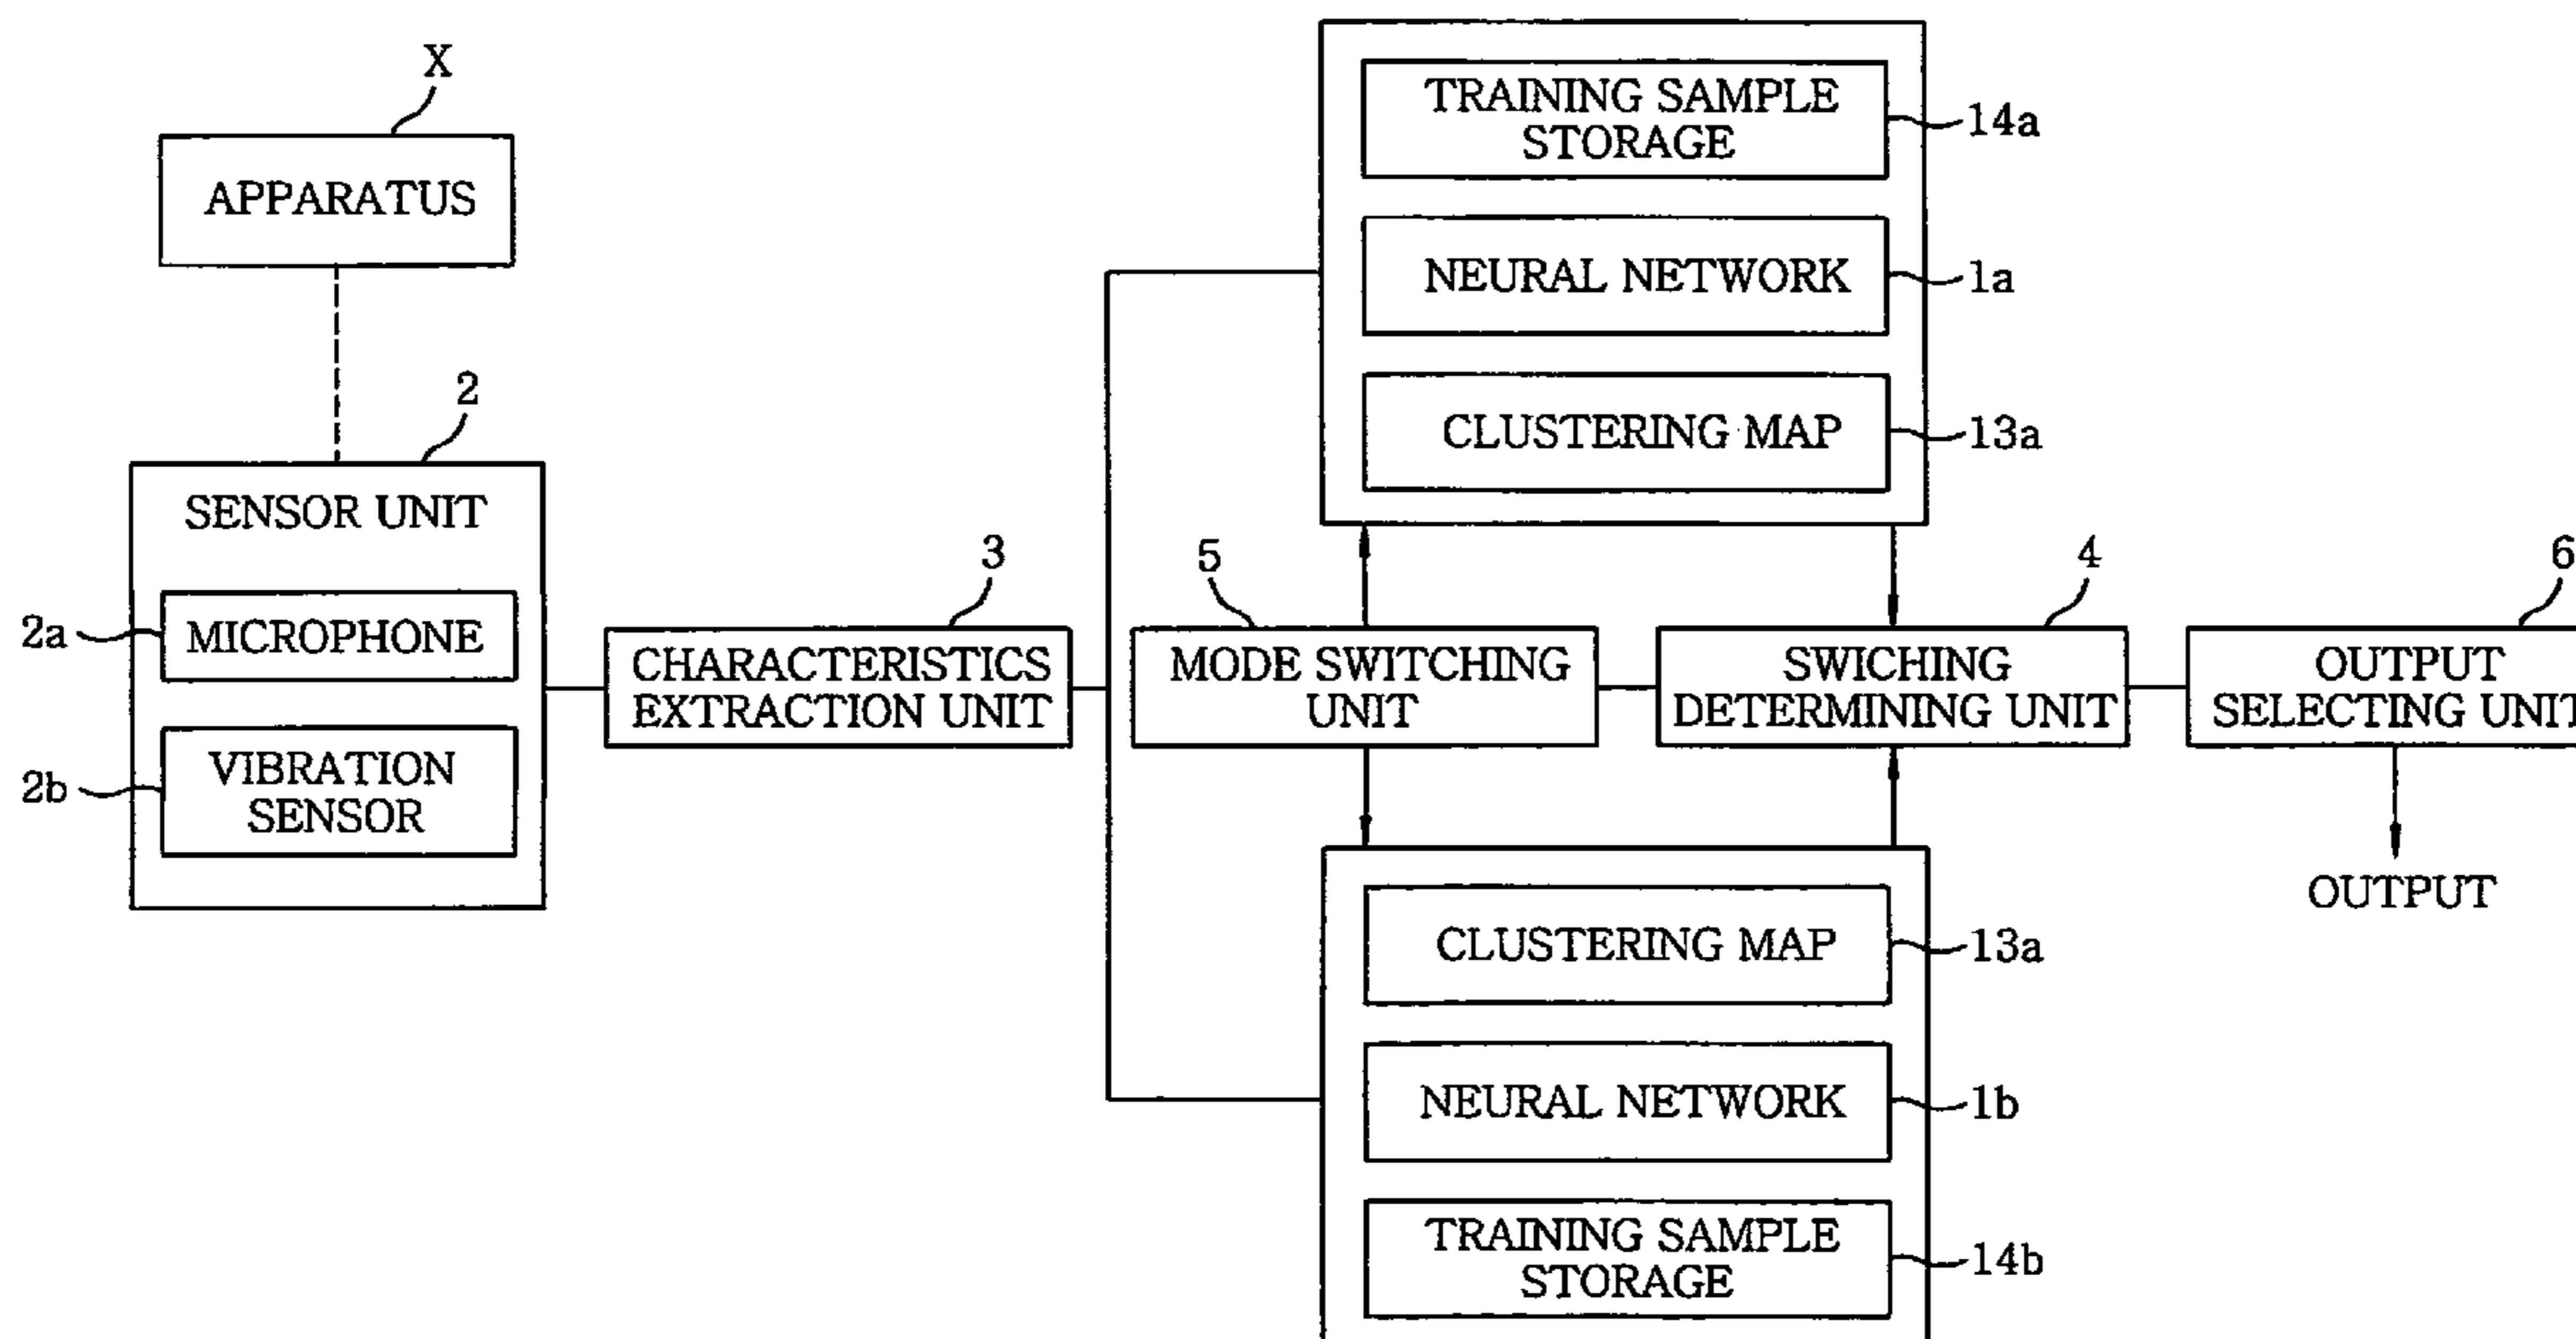 X
APPARATUS
2
SENSOR UNIT
2a
MICROPHONE
2b
VIBRATION
SENSOR
3
CHARACTERISTICS
EXTRACTION UNIT
TRAINING SAMPLE
STORAGE
14a
NEURAL NETWORK
1a
CLUSTERING MAP
13a
5
MODE SWITCHING
UNIT
4
SWICHING
DETERMINING UNIT
6
OUTPUT
SELECTING UNIT
OUTPUT
CLUSTERING MAP
13a
NEURAL NETWORK
1b
TRAINING SAMPLE
STORAGE
14b